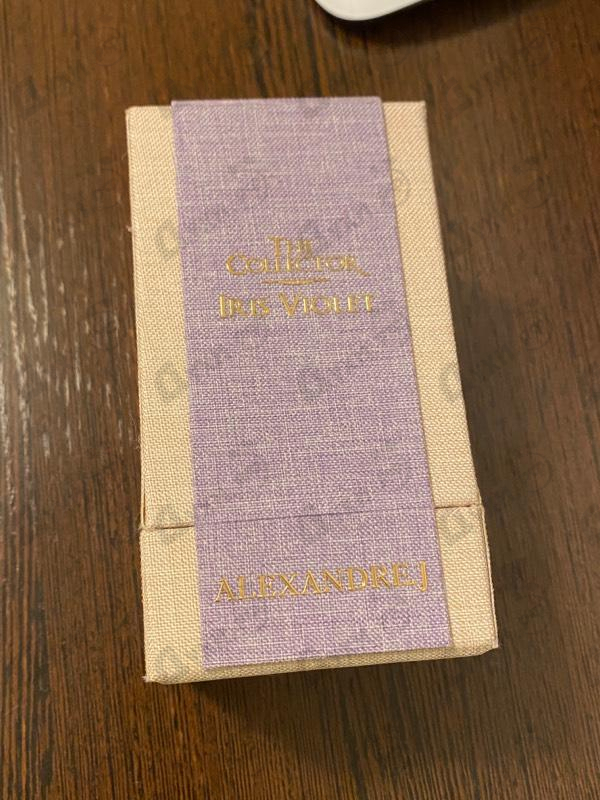 THE
COLLECTOR
IRIS VIOLET
ALEXANDRE.J